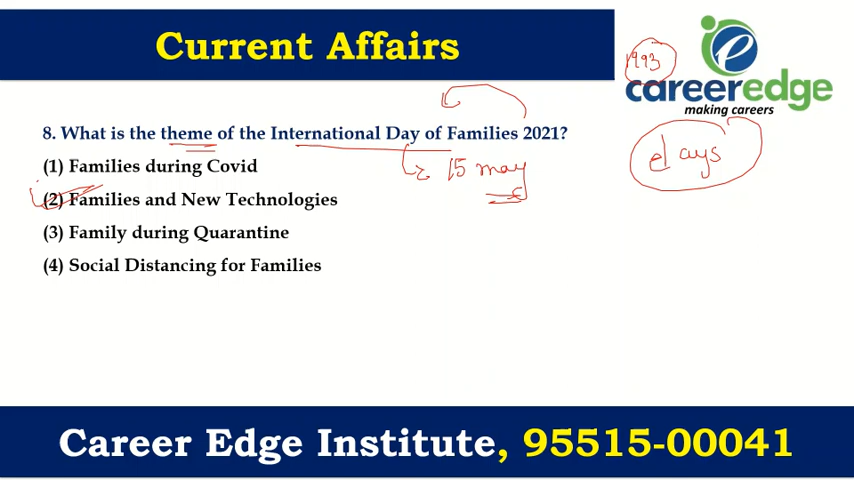 Current Affairs
1993
careeredge
making careers
8. What is the theme of the International Day of Families 2021?
days
(1) Families during Covid
15 may
(2) Families and New Technologies
(3) Family during Quarantine
(4) Social Distancing for Families
Career Edge Institute, 95515-00041